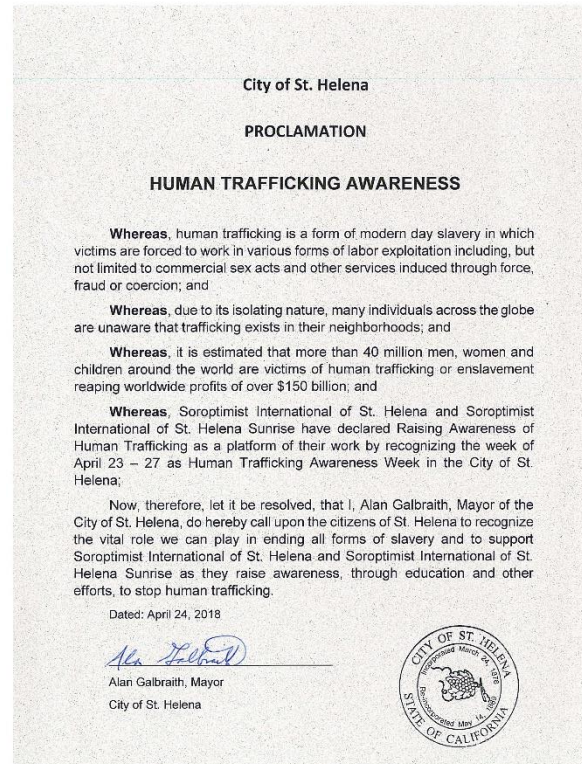 City of St. Helena
PROCLAMATION
HUMAN TRAFFICKING AWARENESS
Whereas, human trafficking is a form of modern day slavery in which
victims are forced to work in various forms of labor exploitation including, but
not limited to commercial sex acts and other services induced through force,
fraud or coercion; and
Whereas, due to its isolating nature, many individuals across the globe
are unaware that trafficking exists in their neighborhoods; and
Whereas, it is estimated that more than 40 million men, women and
children around the world are victims of human trafficking or enslavement
reaping worldwide profits of over $150 billion; and
Whereas, Soroptimist International of St. Helena and Soroptimist
International of St. Helena Sunrise have declared Raising Awareness of
Human Trafficking as a platform of their work by recognizing the week of
April 23 – 27 as Human Trafficking Awareness Week in the City of St.
Helena;
Now, therefore, let it be resolved, that I, Alan Galbraith, Mayor of the
City of St. Helena, do hereby call upon the citizens of St. Helena to recognize
the vital role we can play in ending all forms of slavery and to support
Soroptimist International of St. Helena and Soroptimist International of St.
Helena Sunrise as they raise awareness, through education and other
efforts, to stop human trafficking.
Dated: April 24, 2018
Alan Galbraith
Alan Galbraith, Mayor
City of St. Helena
CITY OF ST. HELENA
Incorporated March 24, 1876
Re-incorporated May 14, 1889
STATE OF CALIFORNIA